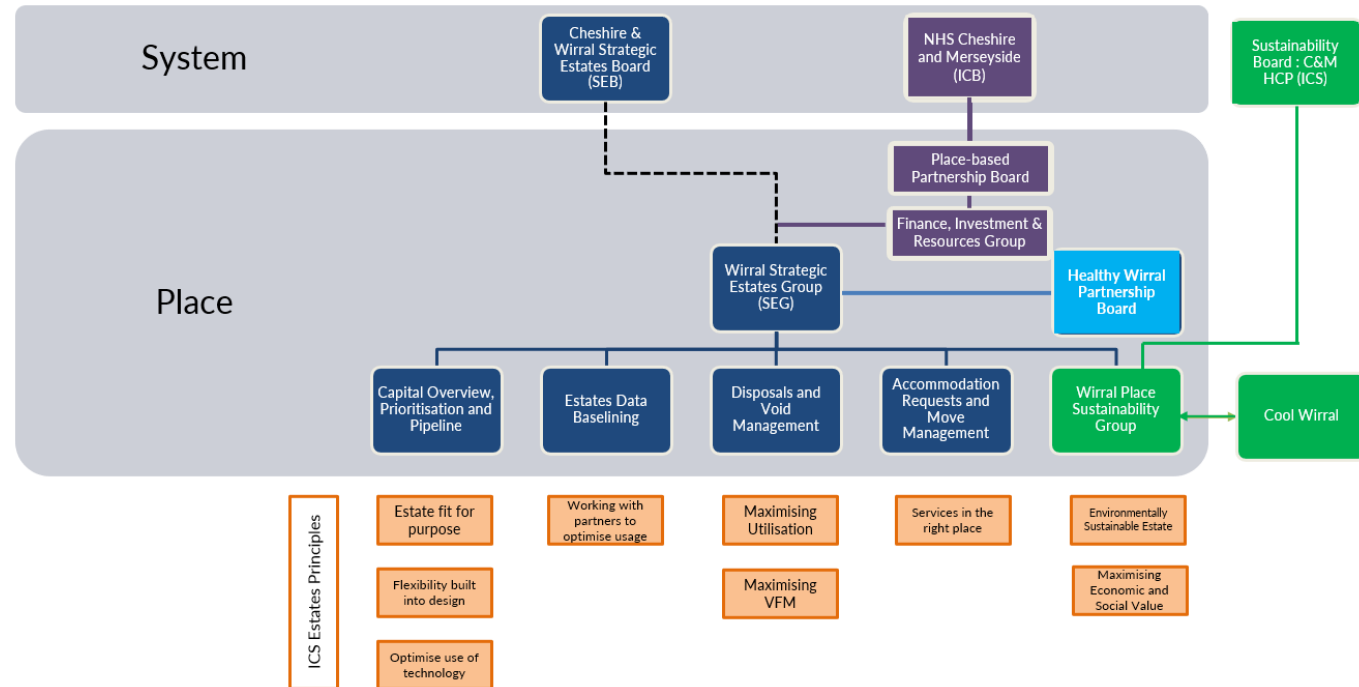 System
Cheshire &
Wirral Strategic
Estates Board
(SEB)
NHS Cheshire
and Merseyside
(ICB)
Sustainability
Board : C&M
HCP (ICS)
Place
Place-based
Partnership Board
Finance, Investment &
Resources Group
Wirral Strategic
Estates Group
(SEG)
Healthy Wirral
Partnership
Board
Capital Overview,
Prioritisation and
Pipeline
Estates Data
Baselining
Disposals and
Void
Management
Accommodation
Requests and
Move
Management
Wirral Place
Sustainability
Group
Cool Wirral
ICS Estates Principles
Estate fit for
purpose
Working with
partners to
optimise usage
Maximising
Utilisation
Services in the
right place
Environmentally
Sustainable Estate
Flexibility built
into design
Maximising
VFM
Maximising
Economic and
Social Value
Optimise use of
technology